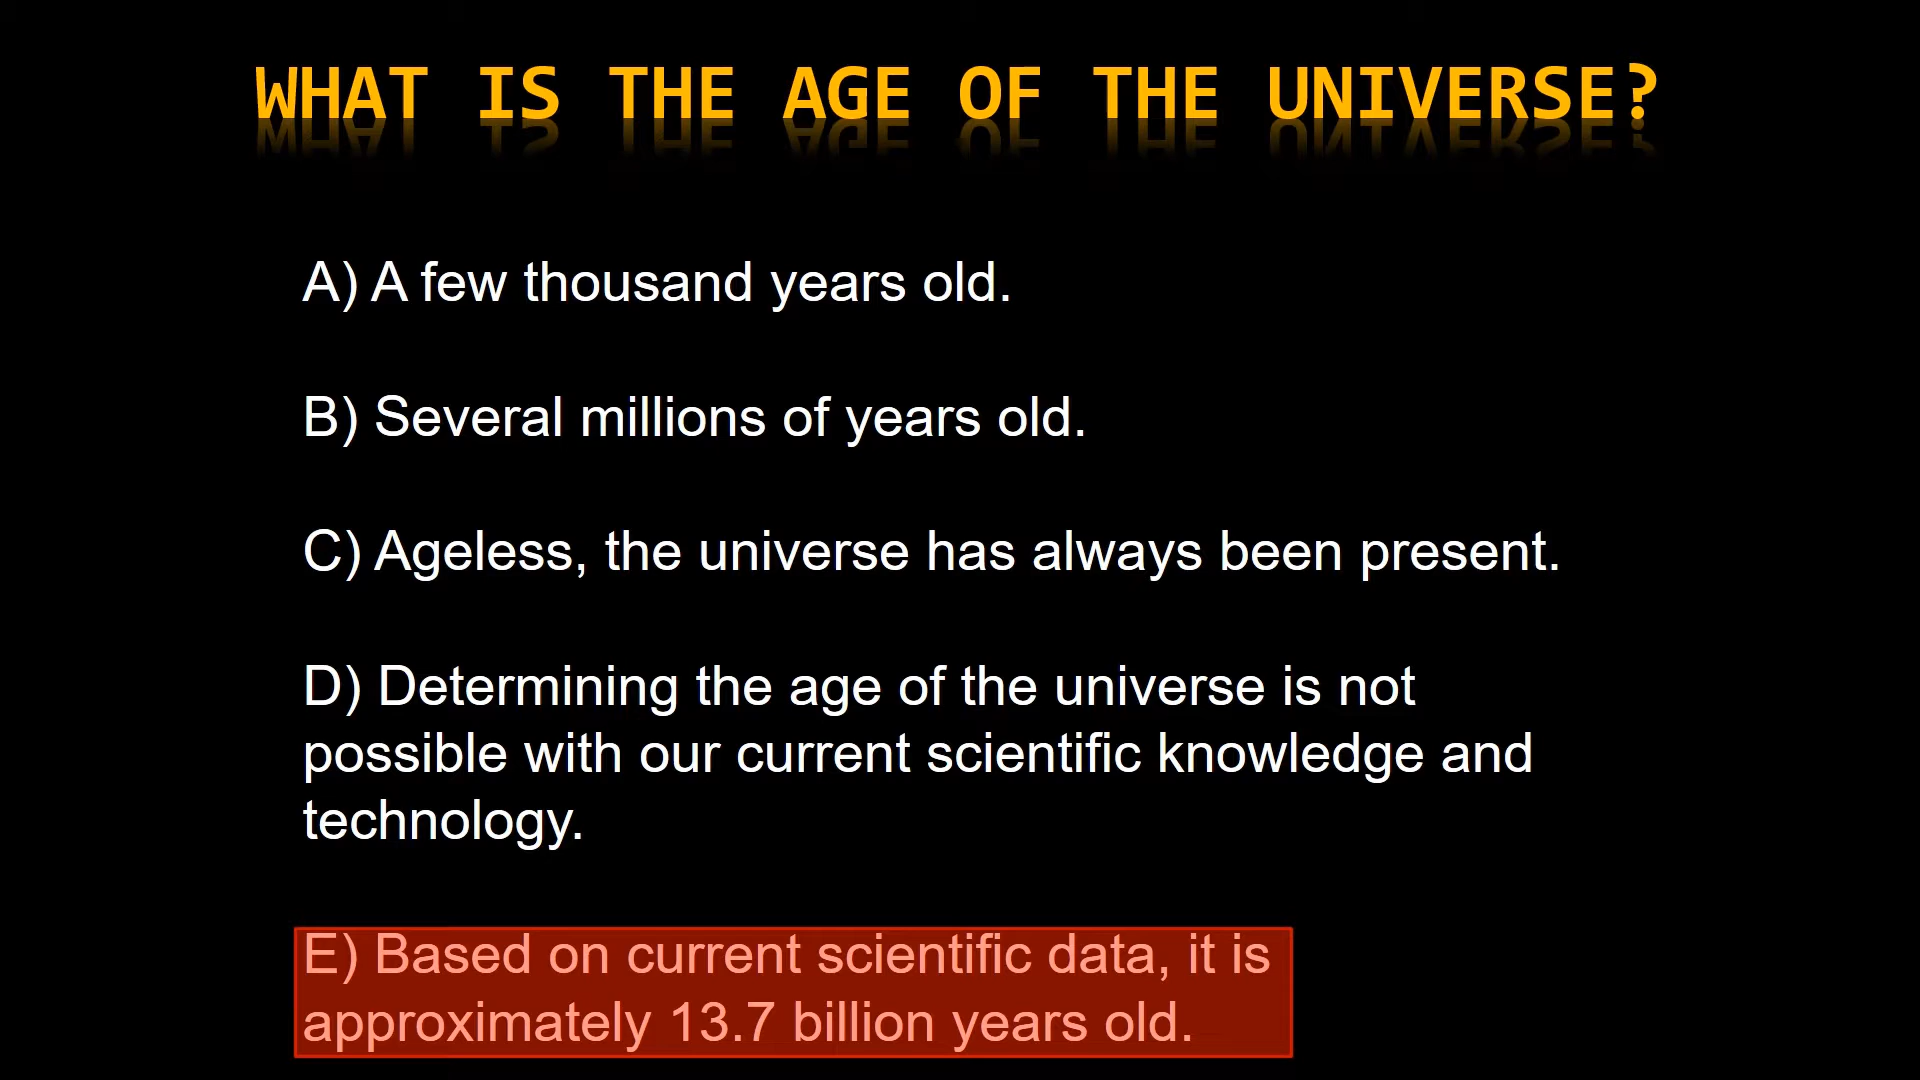 WHAT IS THE AGE OF THE UNIVERSE?
A) A few thousand years old.
B) Several millions of years old.
C) Ageless, the universe has always been present.
D) Determining the age of the universe is not
possible with our current scientific knowledge and
technology.
E) Based on current scientific data, it is
approximately 13.7 billion years old.